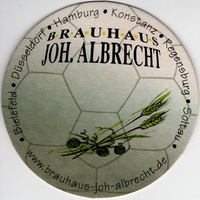 Bielefeld • Düsseldorf • Hamburg • Konstanz • Regensburg • Soltau •
BRAUHAUS
JOH. ALBRECHT
www.brauhaus-joh-albrecht.de